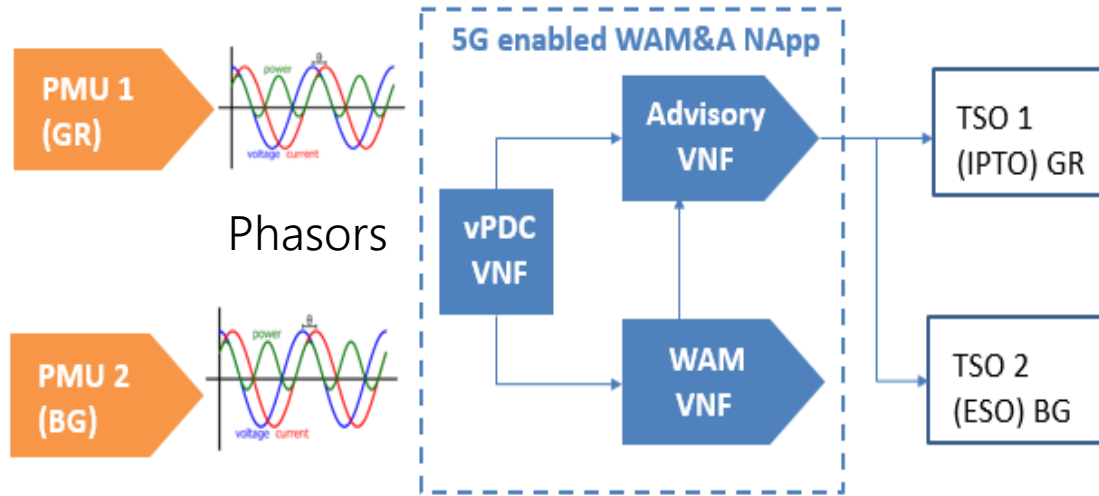 PMU 1
(GR)
power
θ
voltage current
Phasors
PMU 2
(BG)
power
θ
voltage current
5G enabled WAM&A NApp
vPDC
VNF
Advisory
VNF
WAM
VNF
TSO 1
(IPTO) GR
TSO 2
(ESO) BG